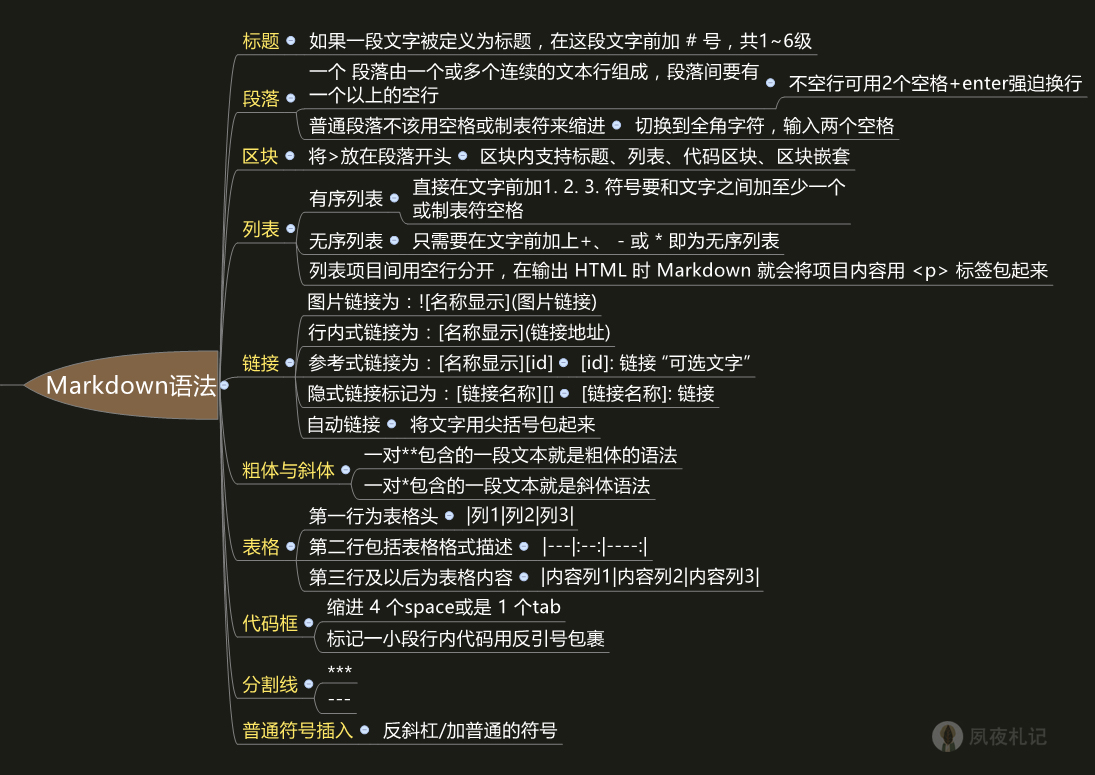 标题
如果一段文字被定义为标题，在这段文字前加 # 号，共1~6级
段落
一个 段落由一个或多个连续的文本行组成，段落间要有
一个以上的空行
不空行可用2个空格+enter强迫换行
普通段落不该用空格或制表符来缩进
切换到全角字符，输入两个空格
区块
将>放在段落开头
区块内支持标题、列表、代码区块、区块嵌套
列表
有序列表
直接在文字前加1. 2. 3. 符号要和文字之间加至少一个
或制表符空格
无序列表
只需要在文字前加上+、 - 或 * 即为无序列表
列表项目间用空行分开，在输出 HTML 时 Markdown 就会将项目内容用 <p> 标签包起来
Markdown语法
链接
图片链接为：![名称显示](图片链接)
行内式链接为：[名称显示](链接地址)
参考式链接为：[名称显示][id]
[id]: 链接 “可选文字”
隐式链接标记为：[链接名称][]
[链接名称]: 链接
自动链接
将文字用尖括号包起来
粗体与斜体
一对**包含的一段文本就是粗体的语法
一对*包含的一段文本就是斜体语法
表格
第一行为表格头
|列1|列2|列3|
第二行包括表格格式描述
|---|:--:|----:|
第三行及以后为表格内容
|内容列1|内容列2|内容列3|
代码框
缩进 4 个space或是 1 个tab
标记一小段行内代码用反引号包裹
分割线
***
---
普通符号插入
反斜杠/加普通的符号
夙夜札记